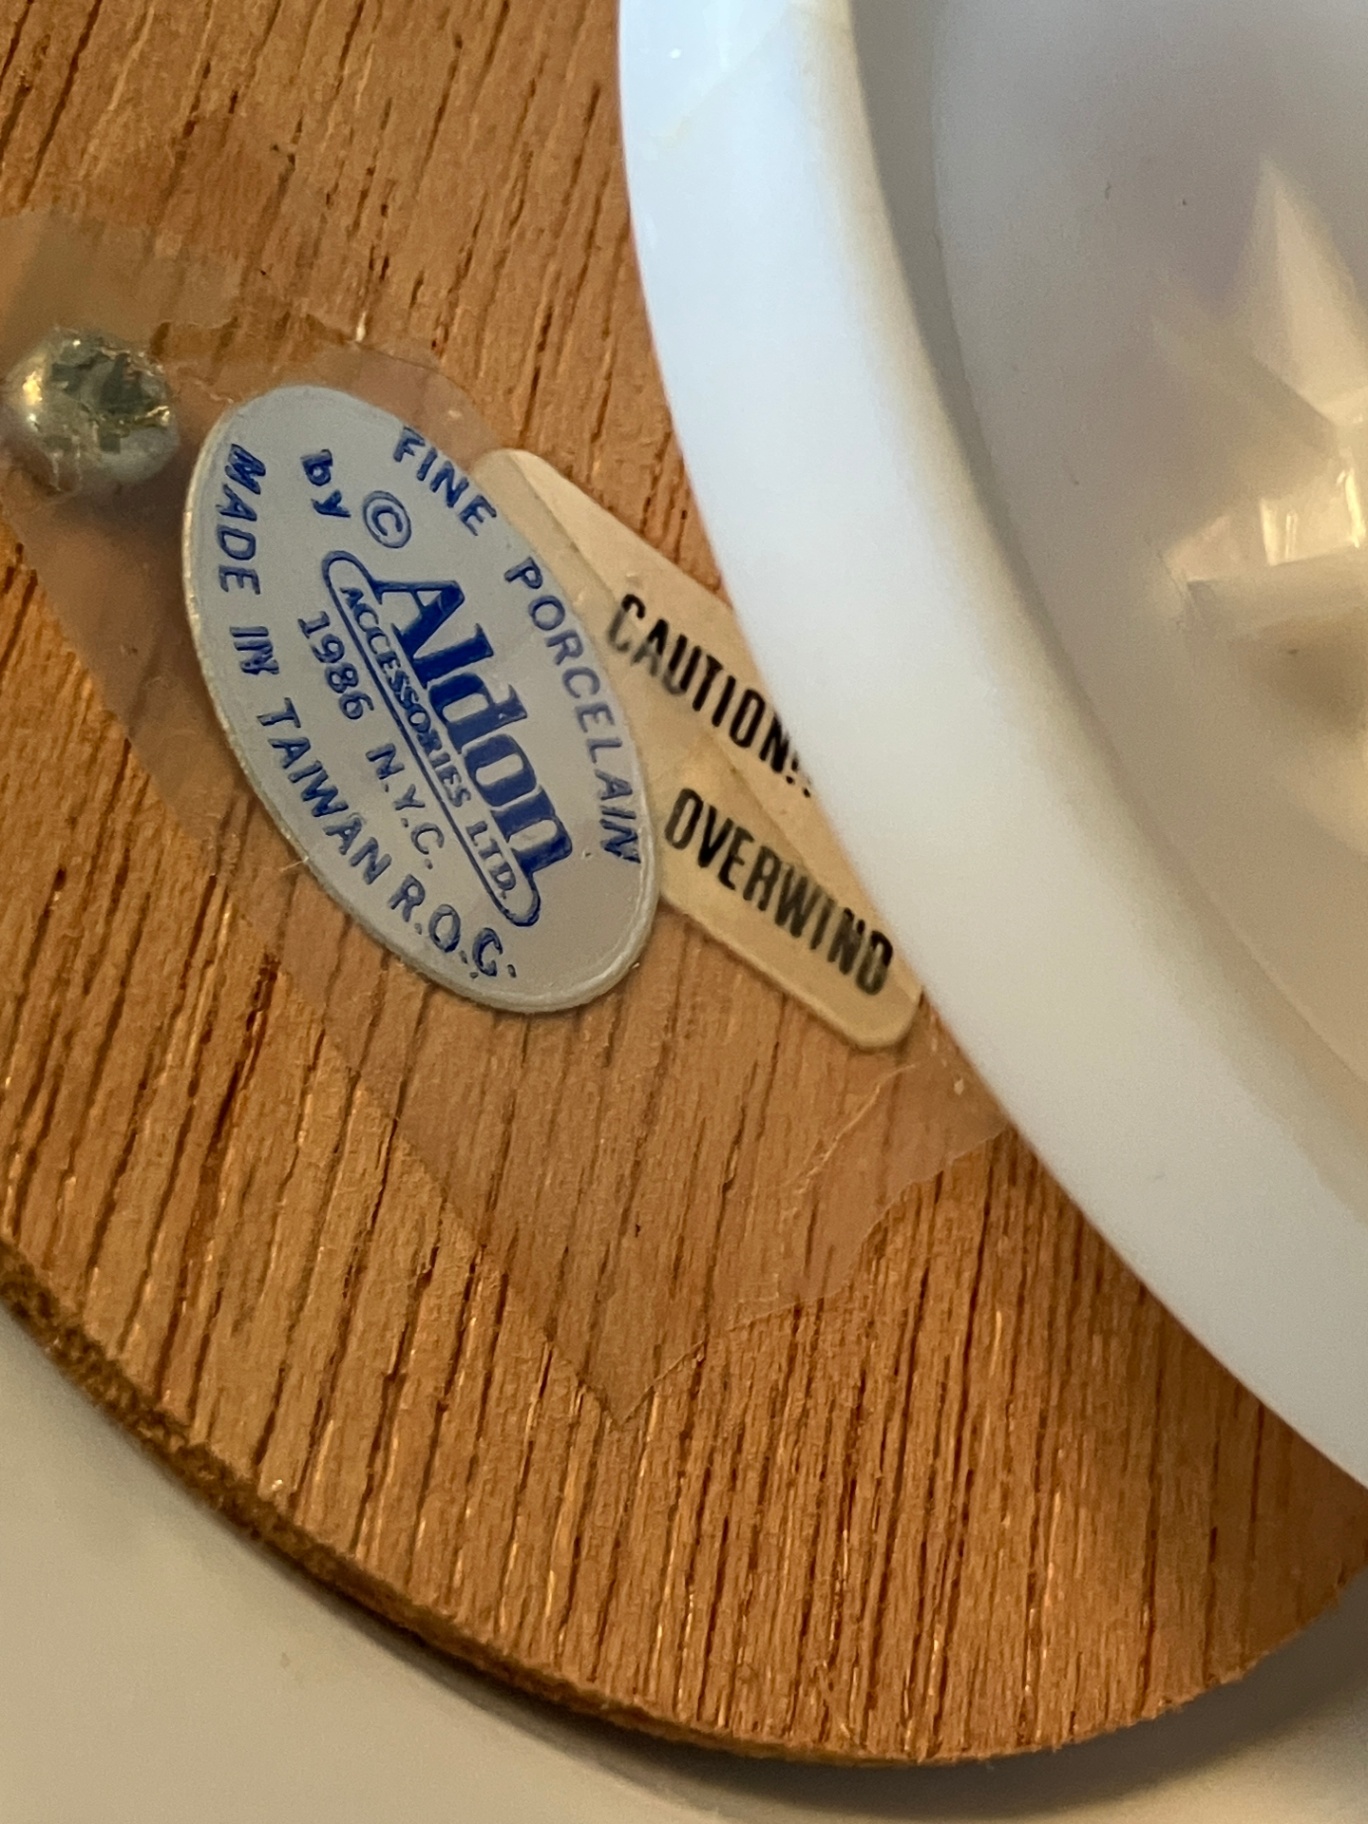 FINE PORCELAIN
by © Aldon
ACCESSORIES LTD.
1986 N.Y.C.
MADE IN TAIWAN R.O.C.
CAUTION:
OVERWIND